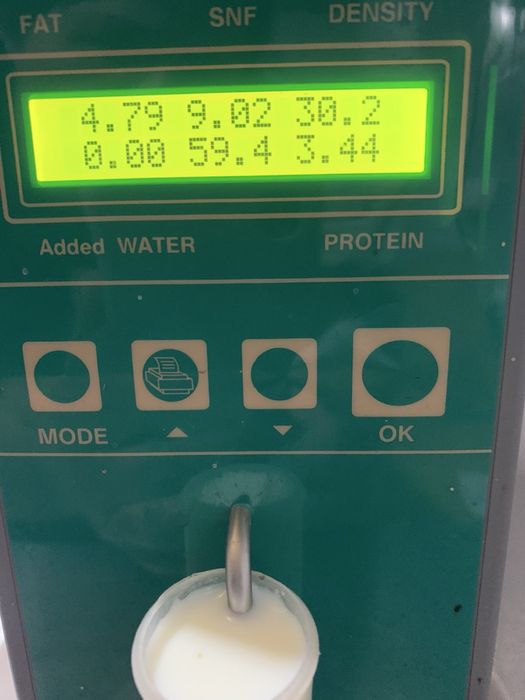 FAT SNF DENSITY
4.79 9.02 30.2
0.00 59.4 3.44
Added WATER PROTEIN
MODE ▲ ▼ OK